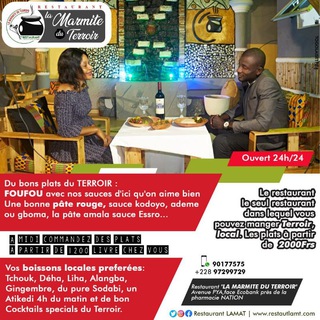 RESTAURANT
la Marmite
du Terroir
Ouvert 24h/24
Du bons plats du TERROIR :
FOUFOU avec nos sauces d'ici qu'on aime bien
Une bonne pâte rouge, sauce kodoyo, ademe
ou gboma, la pâte amala sauce Essro...
Le restaurant
le seul restaurant
dans lequel vous
pouvez manger Terroir
local. Les plats à partir
de 2000Frs
A MIDI COMMANDEZ DES PLATS
A PARTIR DE 1200 LIVRE CHEZ VOUS
Vos boissons locales preferées:
Tchouk, Déha, Liha, Alangba,
Gingembre, du pure Sodabi, un
Atikedi 4h du matin et de bon
Cocktails special du Terroir.
90177575
+228 97299729
Restaurant "LA MARMITE DU TERROIR"
Avenue PYA, face Ecobank près de la
pharmacie NATION
Restaurant LAMAT | www.restautlamt.com